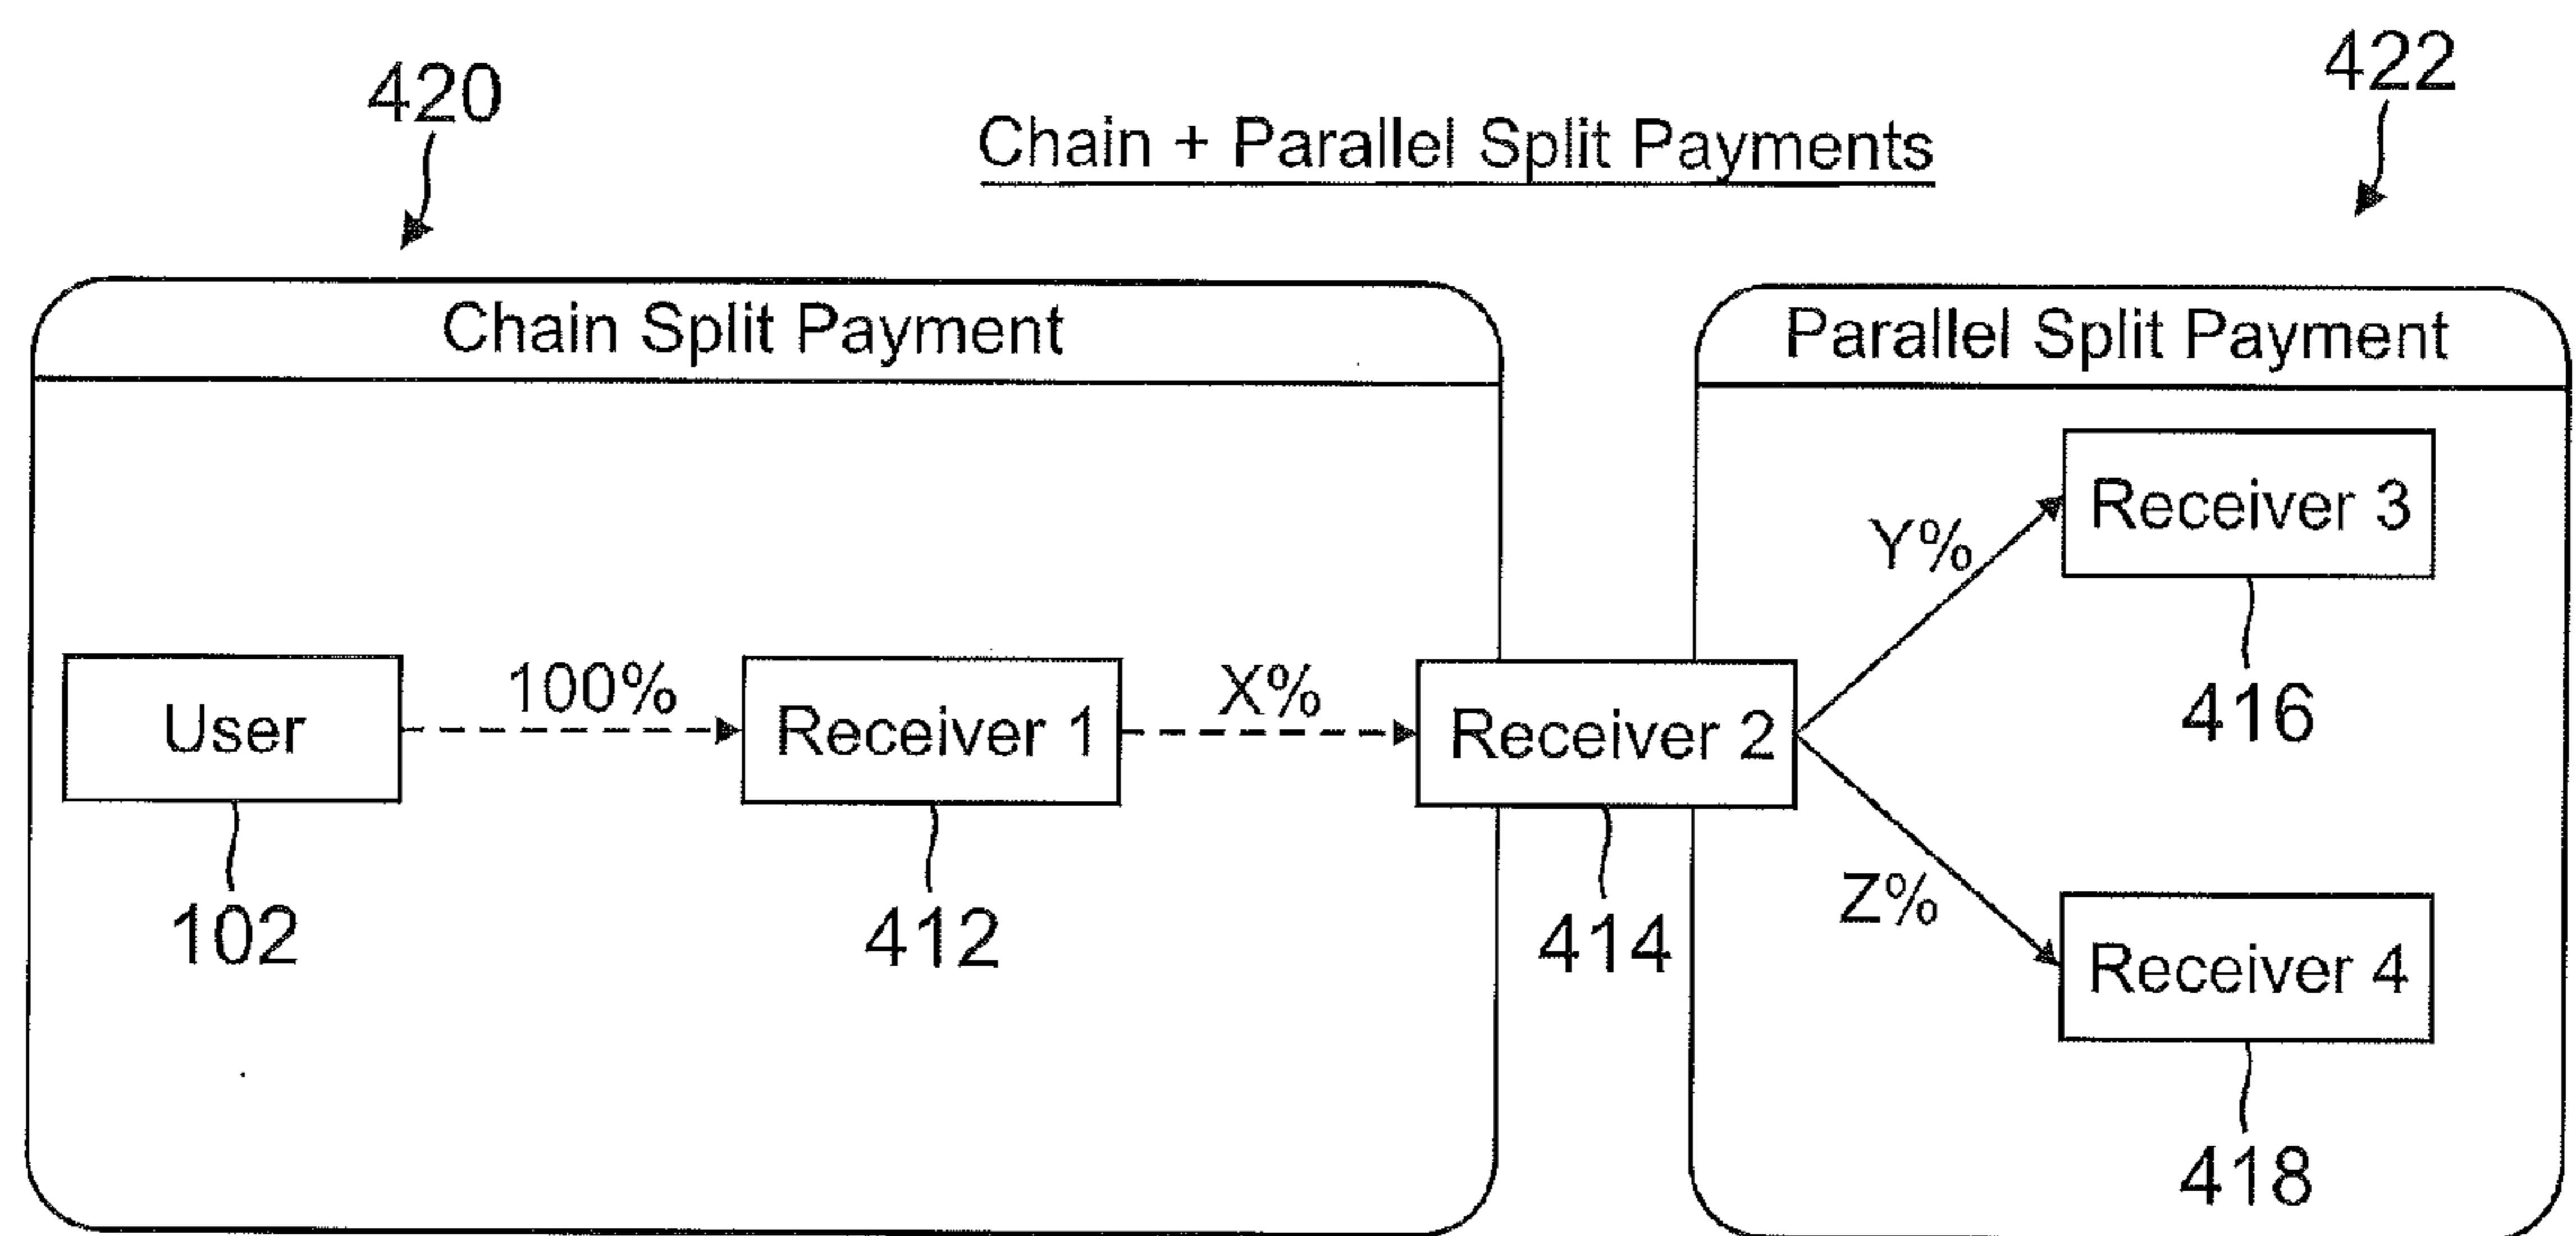 420
422
Chain + Parallel Split Payments
Chain Split Payment
Parallel Split Payment
User
100%
Receiver 1
X%
Receiver 2
Y%
Z%
Receiver 3
Receiver 4
102
412
414
416
418